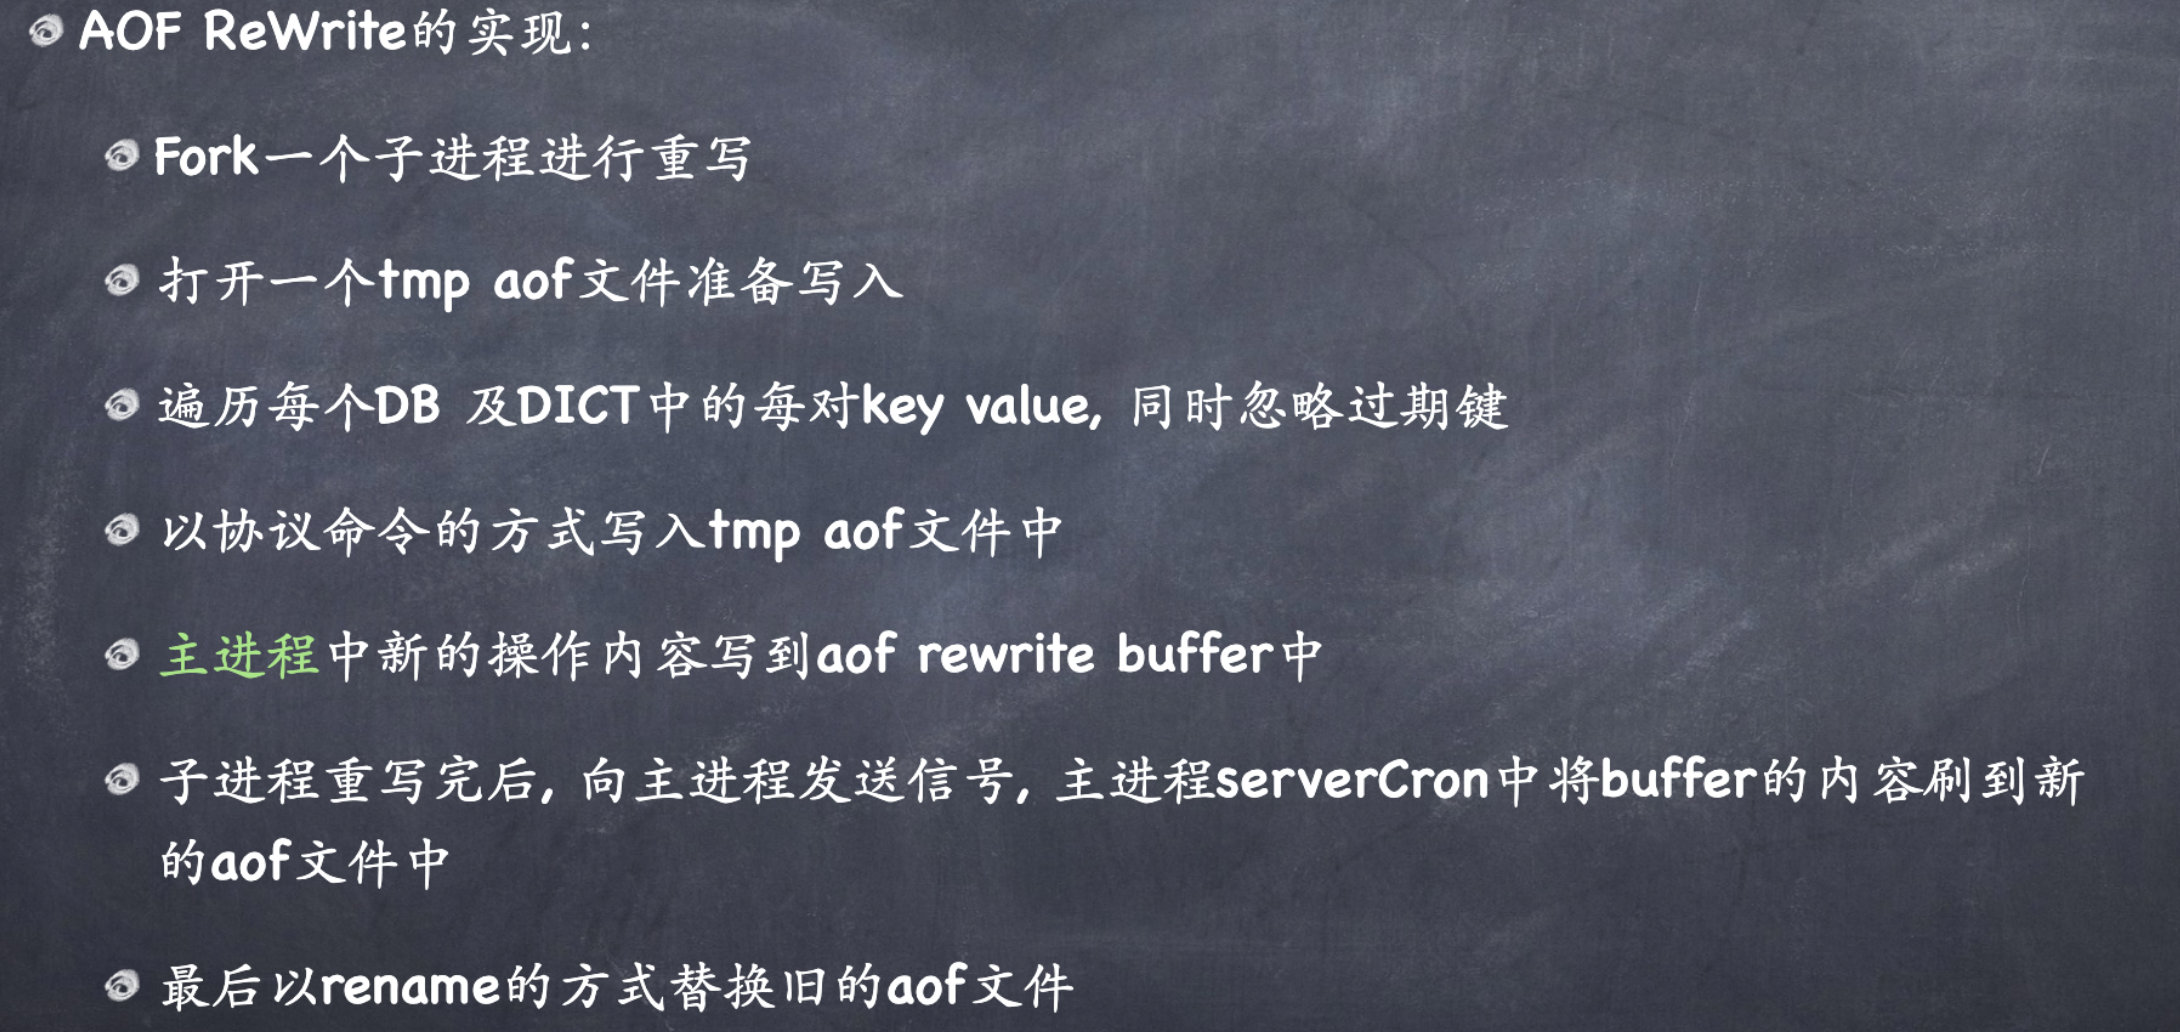 AOF ReWrite的实现:
Fork一个子进程进行重写
打开一个tmp aof文件准备写入
遍历每个DB 及DICT中的每对key value, 同时忽略过期键
以协议命令的方式写入tmp aof文件中
主进程中新的操作内容写到aof rewrite buffer中
子进程重写完后, 向主进程发送信号, 主进程serverCron中将buffer的内容刷到新
的aof文件中
最后以rename的方式替换旧的aof文件